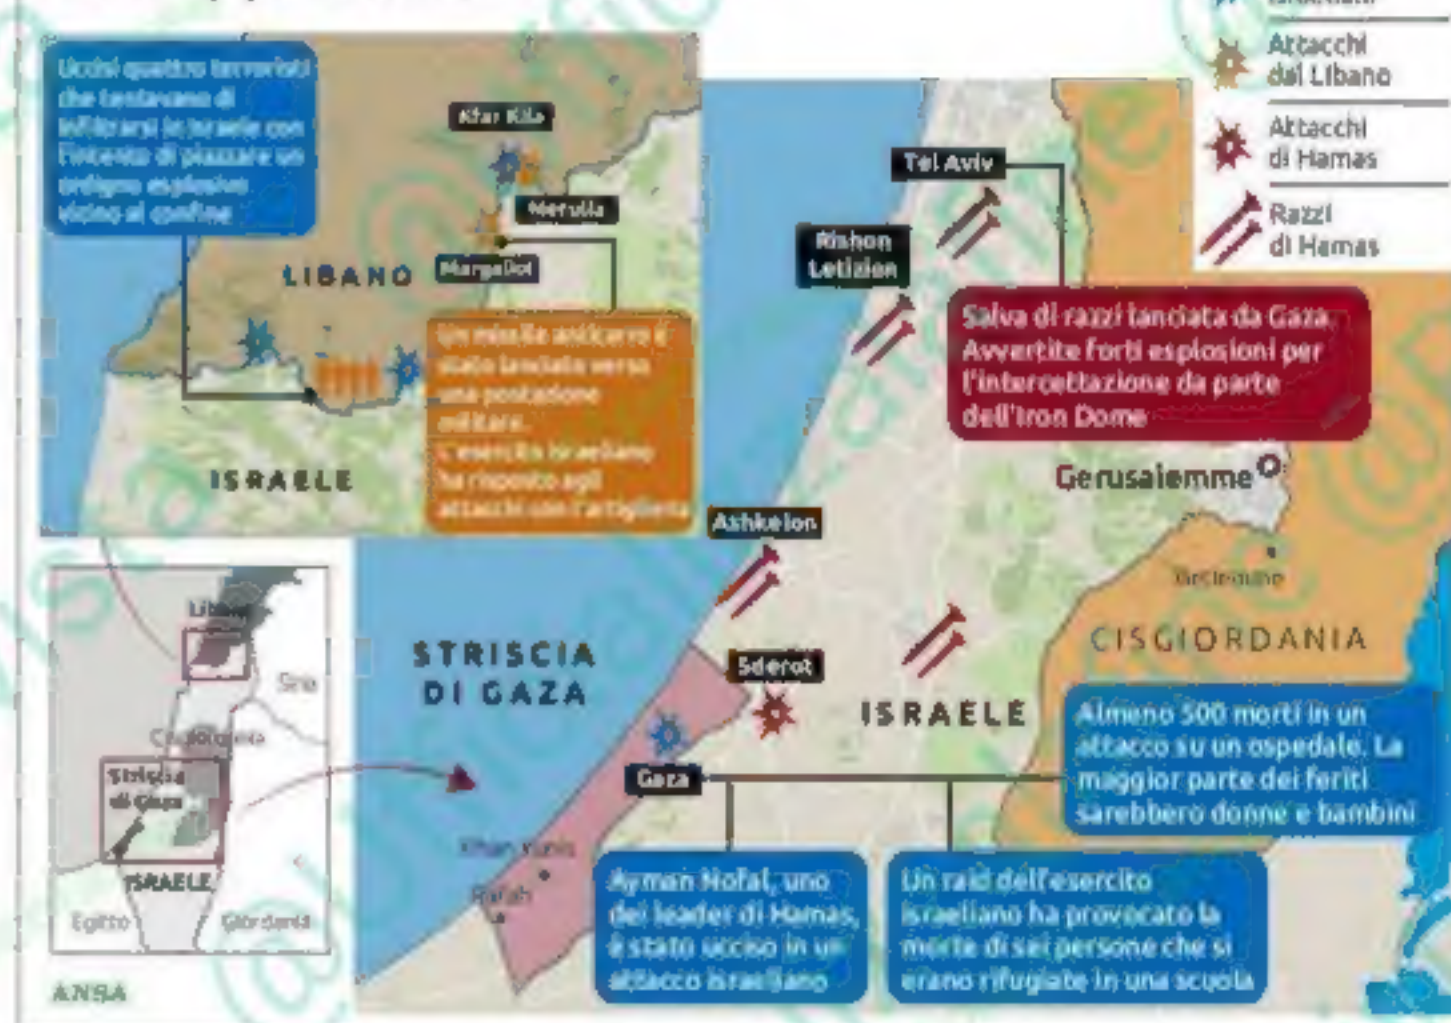 Attacchi
dal Libano
Attacchi
di Hamas
Razzi
di Hamas
Uccisi quattro terroristi
che tentavano di
infiltrarsi in Israele con
l'intento di piazzare un
ordigno esplosivo
vicino al confine
Kfar Kila
Metulla
Margaliot
LIBANO
Un missile anticarro è
stato lanciato verso
una postazione
militare.
L'esercito israeliano
ha risposto agli
attacchi con l'artiglieria
ISRAELE
Tel Aviv
Rishon
Letizion
Salva di razzi lanciata da Gaza
Avvertite forti esplosioni per
l'intercettazione da parte
dell'Iron Dome
Gerusalemme
Ashkelon
CISGIORDANIA
STRISCIA
DI GAZA
Sderot
ISRAELE
Almeno 500 morti in un
attacco su un ospedale. La
maggior parte dei feriti
sarebbero donne e bambini
Gaza
Khan Yunis
Rafah
Ayman Nofal, uno
dei leader di Hamas,
è stato ucciso in un
attacco israeliano
Un raid dell'esercito
israeliano ha provocato la
morte di sei persone che si
erano rifugiate in una scuola
Libano
Siria
Cisgiordania
Striscia
di Gaza
ISRAELE
Egitto
Giordania
ANSA